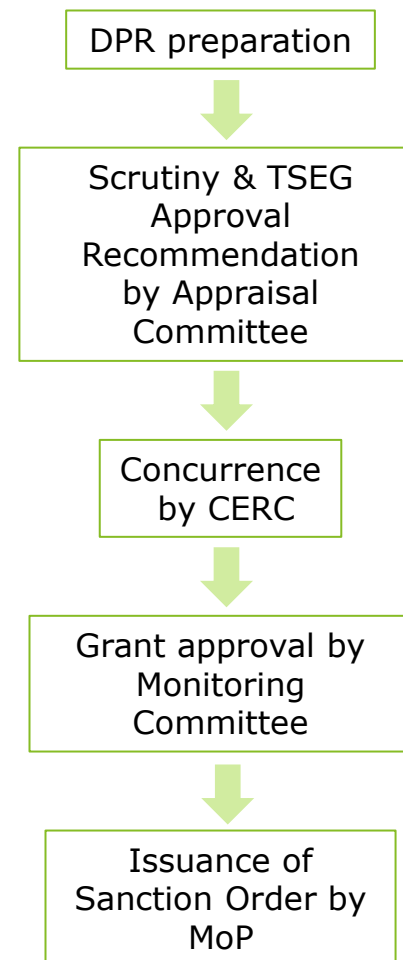 DPR preparation
Scrutiny & TSEG
Approval
Recommendation
by Appraisal
Committee
Concurrence
by CERC
Grant approval by
Monitoring
Committee
Issuance of
Sanction Order by
MoP